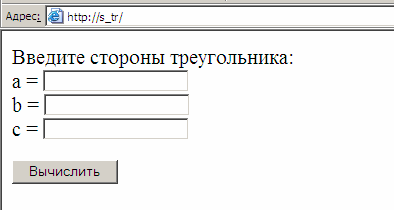 Адрес: http://s_tr/
Введите стороны треугольника:
a =
b =
c =
Вычислить